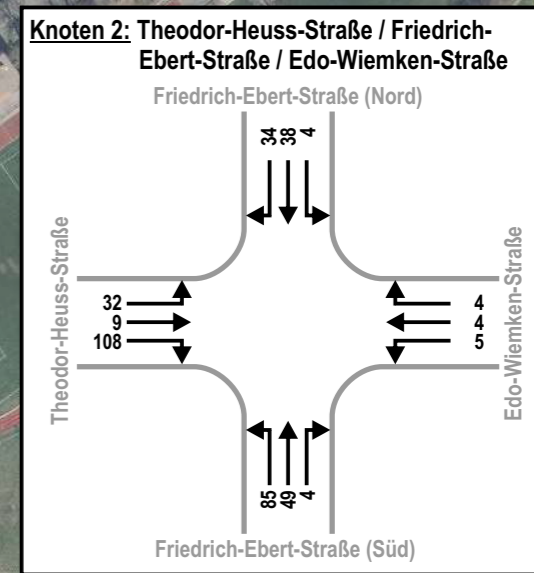 Knoten 2: Theodor-Heuss-Straße / Friedrich-
Ebert-Straße / Edo-Wiemken-Straße
Friedrich-Ebert-Straße (Nord)
34
38
4
Theodor-Heuss-Straße
32
9
108
4
4
5
Edo-Wiemken-Straße
85
49
4
Friedrich-Ebert-Straße (Süd)